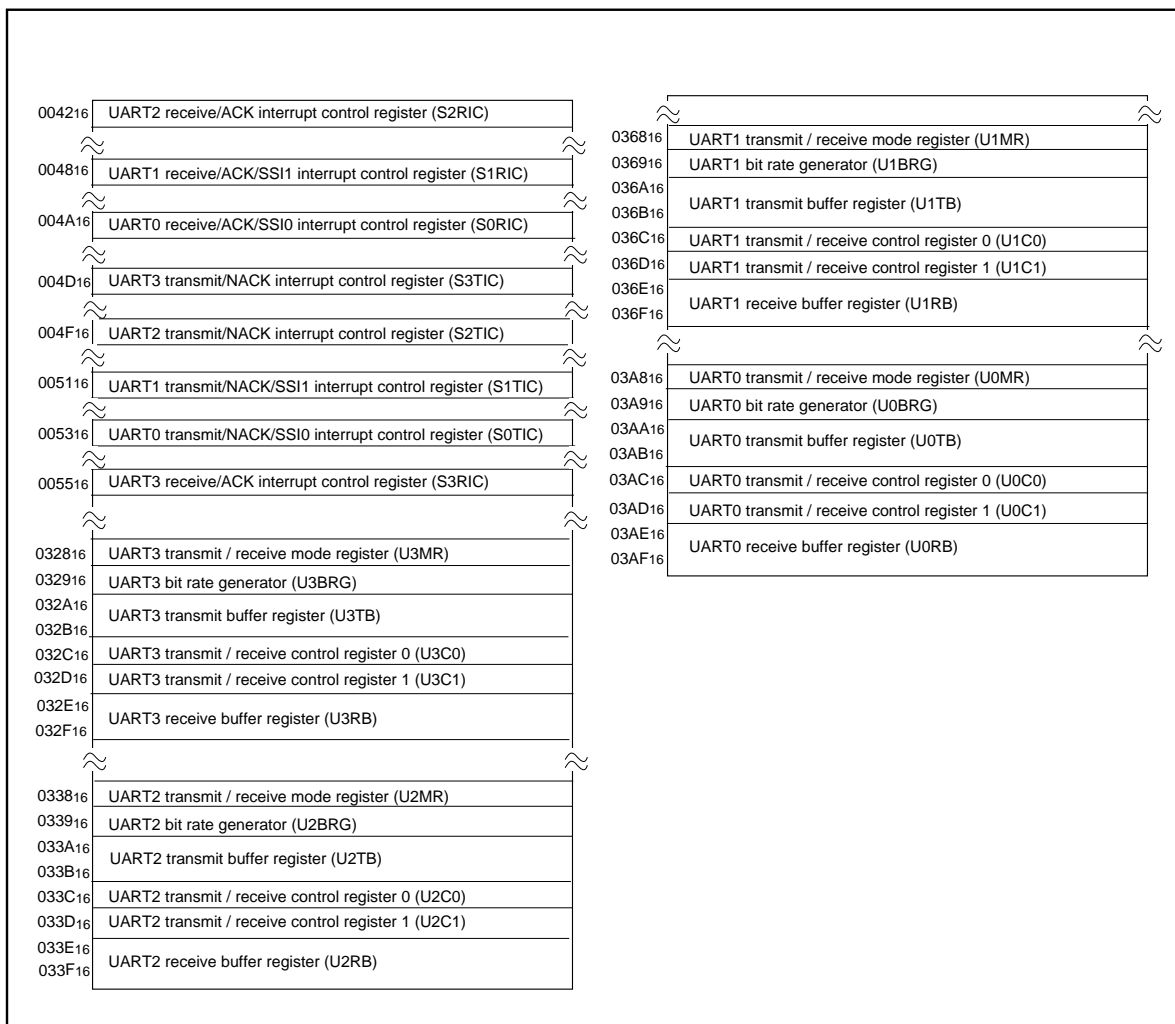 004216 UART2 receive/ACK interrupt control register (S2RIC)
004816 UART1 receive/ACK/SSI1 interrupt control register (S1RIC)
004A16 UART0 receive/ACK/SSI0 interrupt control register (S0RIC)
004D16 UART3 transmit/NACK interrupt control register (S3TIC)
004F16 UART2 transmit/NACK interrupt control register (S2TIC)
005116 UART1 transmit/NACK/SSI1 interrupt control register (S1TIC)
005316 UART0 transmit/NACK/SSI0 interrupt control register (S0TIC)
005516 UART3 receive/ACK interrupt control register (S3RIC)
032816 UART3 transmit / receive mode register (U3MR)
032916 UART3 bit rate generator (U3BRG)
032A16
UART3 transmit buffer register (U3TB)
032B16
032C16 UART3 transmit / receive control register 0 (U3C0)
032D16 UART3 transmit / receive control register 1 (U3C1)
032E16
UART3 receive buffer register (U3RB)
032F16
033816 UART2 transmit / receive mode register (U2MR)
033916 UART2 bit rate generator (U2BRG)
033A16
UART2 transmit buffer register (U2TB)
033B16
033C16 UART2 transmit / receive control register 0 (U2C0)
033D16 UART2 transmit / receive control register 1 (U2C1)
033E16
UART2 receive buffer register (U2RB)
033F16
036816 UART1 transmit / receive mode register (U1MR)
036916 UART1 bit rate generator (U1BRG)
036A16
UART1 transmit buffer register (U1TB)
036B16
036C16 UART1 transmit / receive control register 0 (U1C0)
036D16 UART1 transmit / receive control register 1 (U1C1)
036E16
UART1 receive buffer register (U1RB)
036F16
03A816 UART0 transmit / receive mode register (U0MR)
03A916 UART0 bit rate generator (U0BRG)
03AA16
UART0 transmit buffer register (U0TB)
03AB16
03AC16 UART0 transmit / receive control register 0 (U0C0)
03AD16 UART0 transmit / receive control register 1 (U0C1)
03AE16
UART0 receive buffer register (U0RB)
03AF16